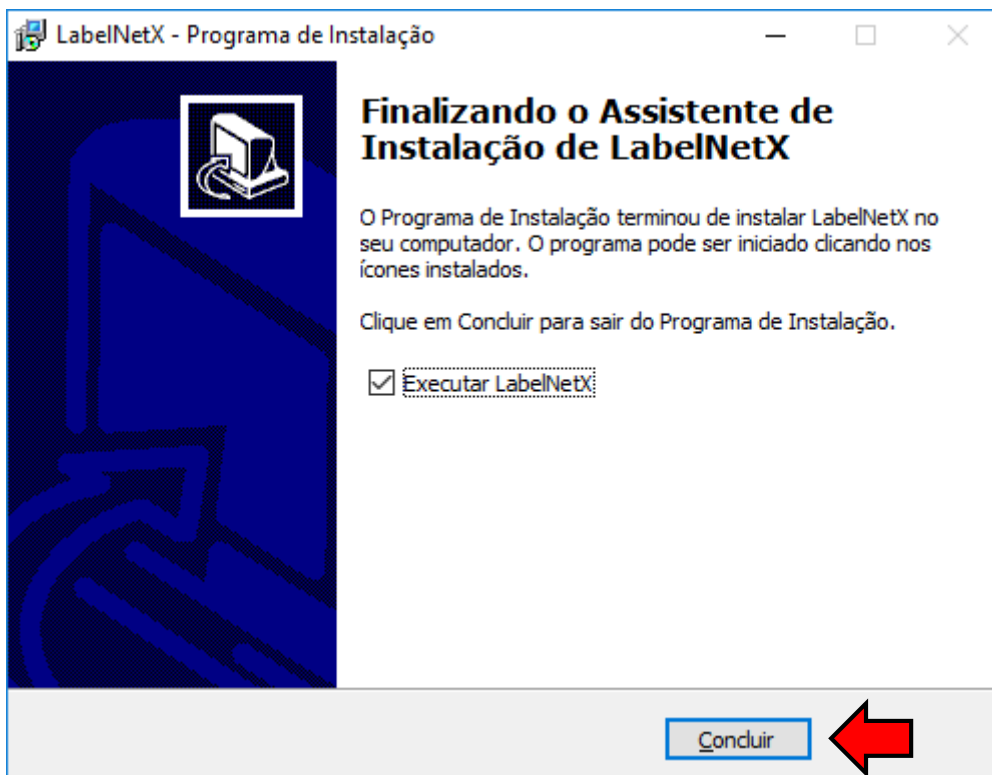 LabelNetX - Programa de Instalação
Finalizando o Assistente de
Instalação de LabelNetX
O Programa de Instalação terminou de instalar LabelNetX no
seu computador. O programa pode ser iniciado clicando nos
ícones instalados.
Clique em Concluir para sair do Programa de Instalação.
Executar LabelNetX
Concluir